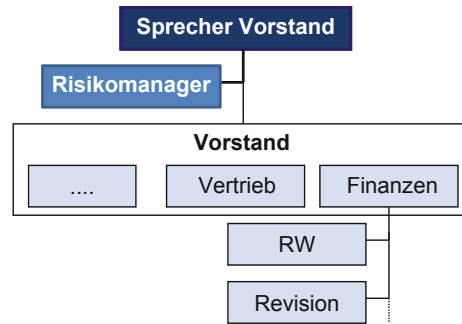 Sprecher Vorstand
Risikomanager
Vorstand
....
Vertrieb
Finanzen
RW
Revision